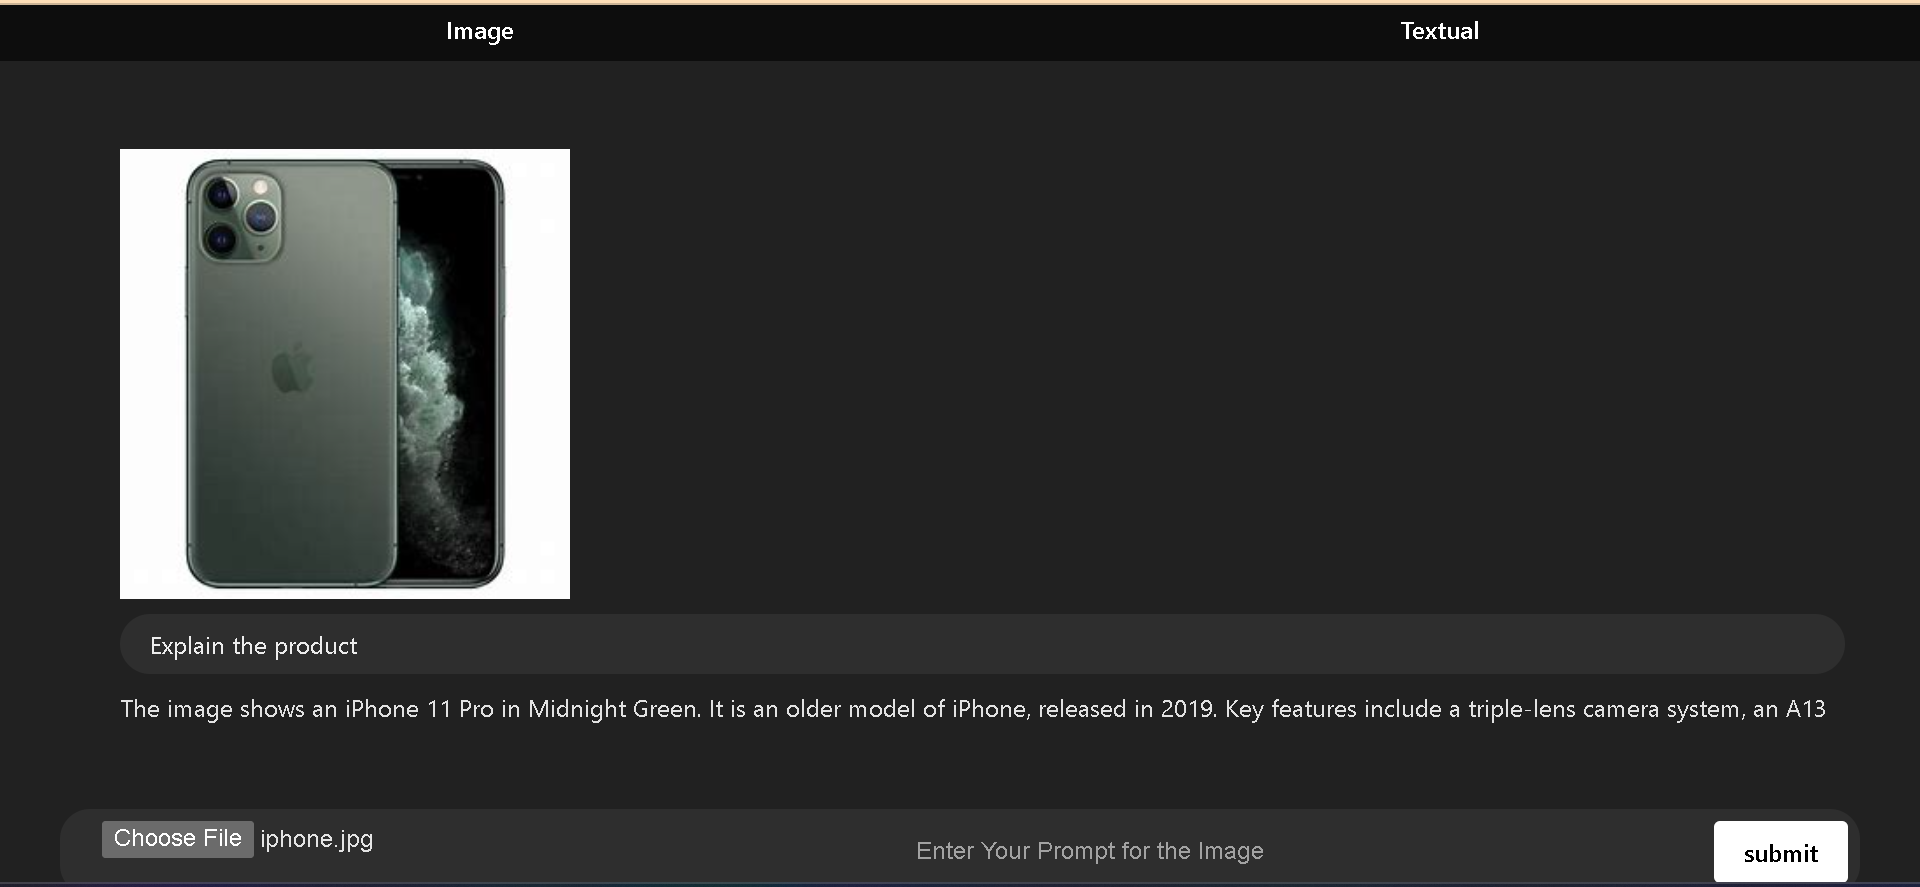 Image
Textual
Explain the product
The image shows an iPhone 11 Pro in Midnight Green. It is an older model of iPhone, released in 2019. Key features include a triple-lens camera system, an A13
Choose File iphone.jpg
Enter Your Prompt for the Image
submit